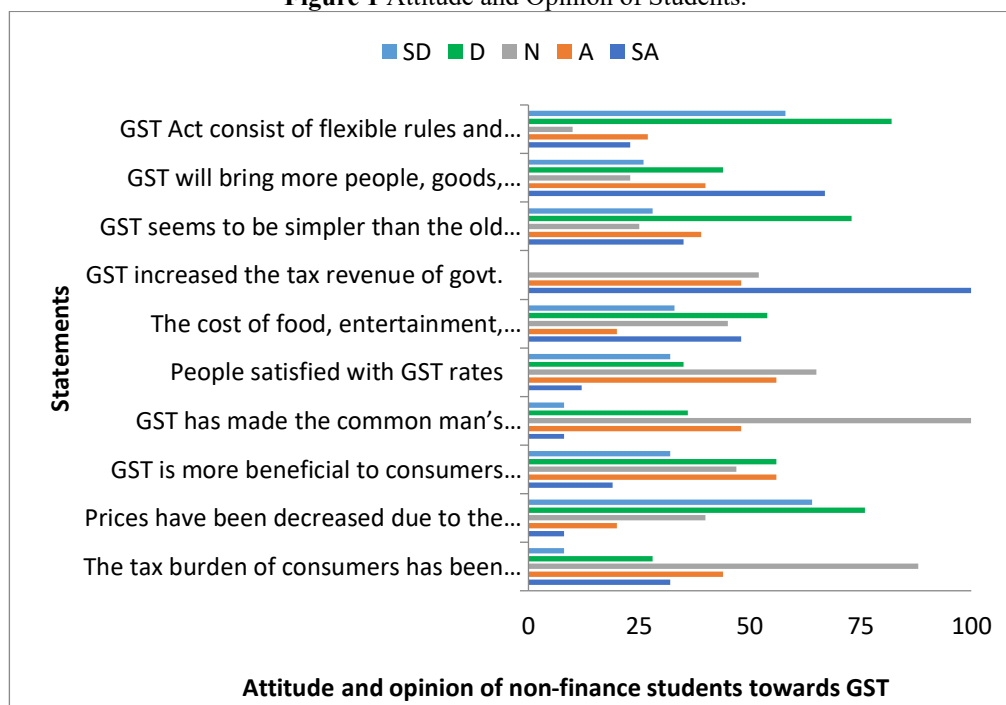 Figure 1 Attitude and Opinion of Students.
SD D N A SA
GST Act consist of flexible rules and...
GST will bring more people, goods,...
GST seems to be simpler than the old...
GST increased the tax revenue of govt.
The cost of food, entertainment,...
People satisfied with GST rates
GST has made the common man’s...
GST is more beneficial to consumers...
Prices have been decreased due to the...
The tax burden of consumers has been...
Statements
0 25 50 75 100
Attitude and opinion of non-finance students towards GST